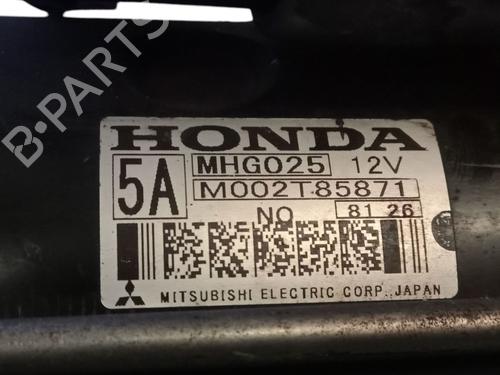 B-PARTS
HONDA
5A MHG025 12V
M002T85871
NO 81 26
MITSUBISHI ELECTRIC CORP., JAPAN